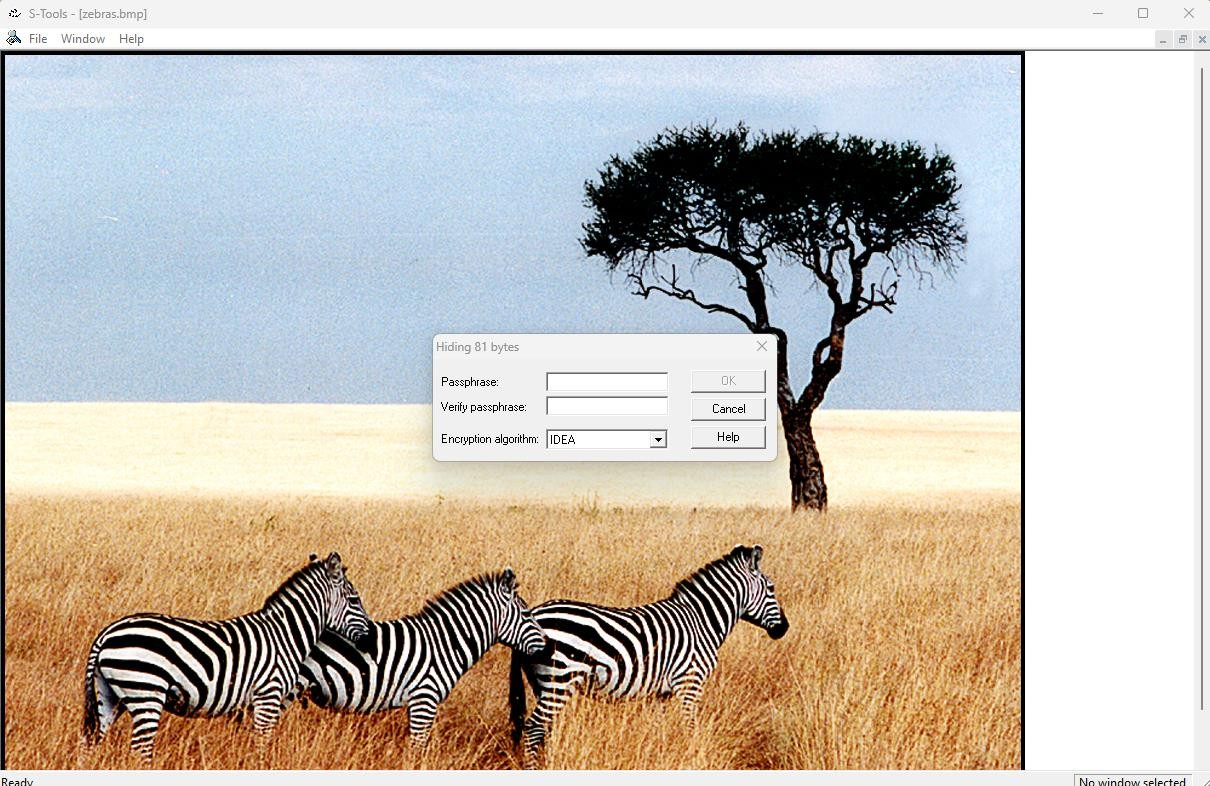 S-Tools - [zebras.bmp]
File Window Help
Hiding 81 bytes
Passphrase:
OK
Verify passphrase:
Cancel
Encryption algorithm: IDEA
Help
Ready
No window selected